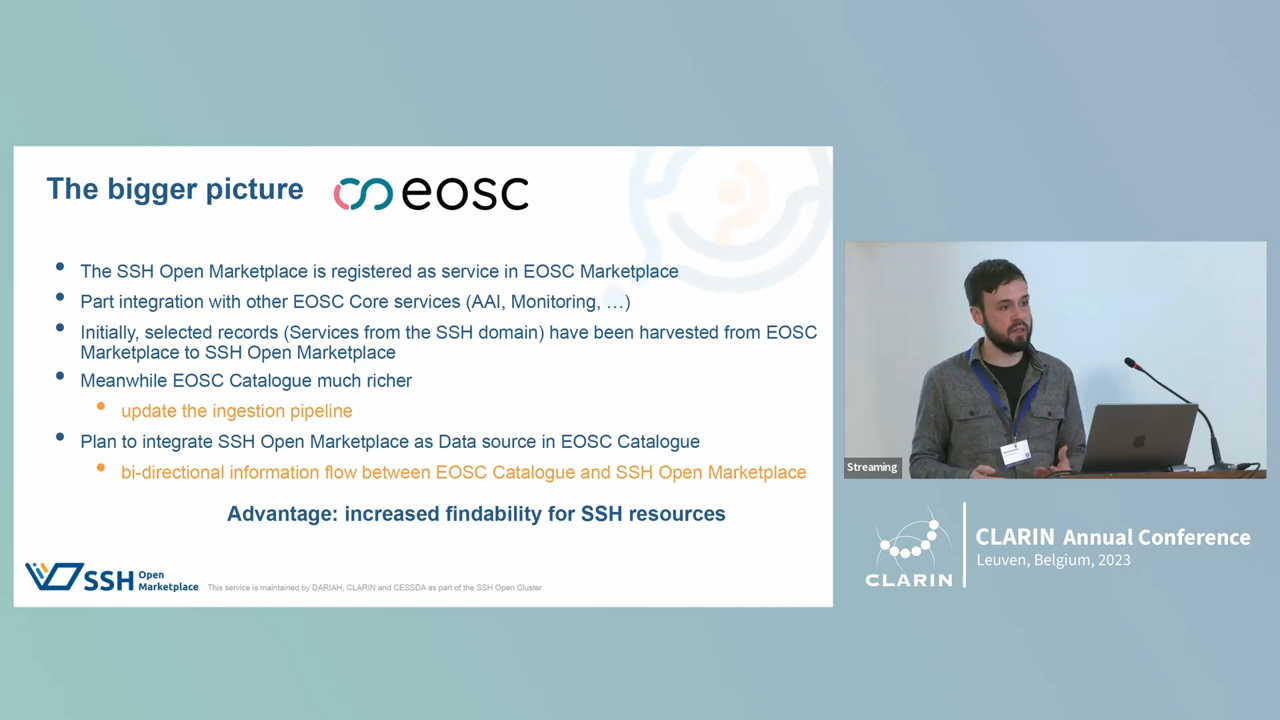 The bigger picture
eosc
The SSH Open Marketplace is registered as service in EOSC Marketplace
Part integration with other EOSC Core services (AAI, Monitoring, …)
Initially, selected records (Services from the SSH domain) have been harvested from EOSC
Marketplace to SSH Open Marketplace
Meanwhile EOSC Catalogue much richer
update the ingestion pipeline
Plan to integrate SSH Open Marketplace as Data source in EOSC Catalogue
bi-directional information flow between EOSC Catalogue and SSH Open Marketplace
Advantage: increased findability for SSH resources
SSH Open
Marketplace
This service is maintained by DARIAH, CLARIN and CESSDA as part of the SSH Open Cluster
Streaming
CLARIN
CLARIN Annual Conference
Leuven, Belgium, 2023